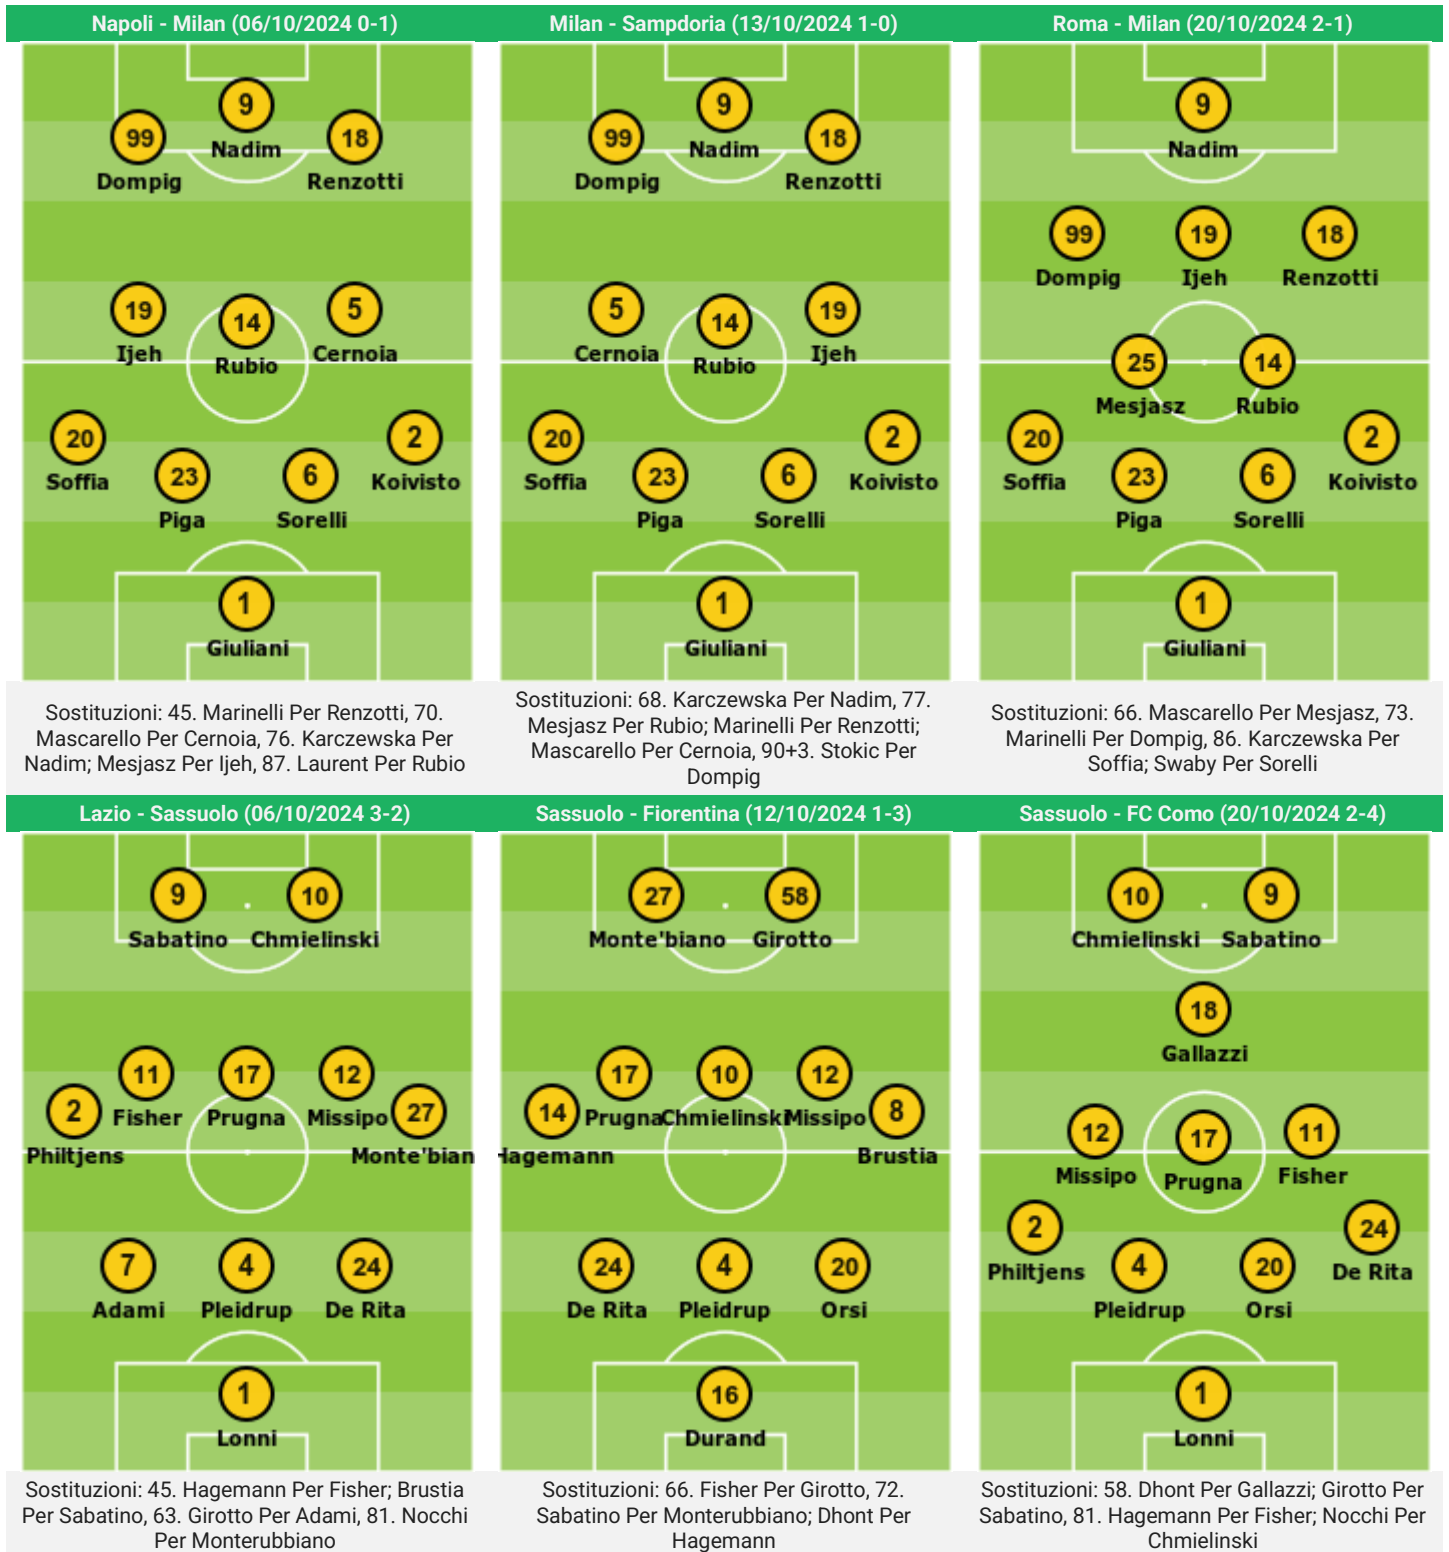 Napoli - Milan (06/10/2024 0-1)
9
Nadim
99
18
Dompig
Renzotti
19
14
5
Ijeh
Rubio
Cernoia
20
2
Soffia
Koivisto
23
6
Piga
Sorelli
1
Giuliani
Sostituzioni: 45. Marinelli Per Renzotti, 70.
Mascarello Per Cernoia, 76. Karczewska Per
Nadim; Mesjasz Per Ijeh, 87. Laurent Per Rubio
Milan - Sampdoria (13/10/2024 1-0)
9
Nadim
99
18
Dompig
Renzotti
5
14
19
Cernoia
Rubio
Ijeh
20
2
Soffia
Koivisto
23
6
Piga
Sorelli
1
Giuliani
Sostituzioni: 68. Karczewska Per Nadim, 77.
Mesjasz Per Rubio; Marinelli Per Renzotti;
Mascarello Per Cernoia, 90+3. Stokic Per
Dompig
Roma - Milan (20/10/2024 2-1)
9
Nadim
99
19
18
Dompig
Ijeh
Renzotti
25
14
Mesjasz
Rubio
20
2
Soffia
Koivisto
23
6
Piga
Sorelli
1
Giuliani
Sostituzioni: 66. Mascarello Per Mesjasz, 73.
Marinelli Per Dompig, 86. Karczewska Per
Soffia; Swaby Per Sorelli
Lazio - Sassuolo (06/10/2024 3-2)
9
10
Sabatino
Chmielinski
11
17
12
Fisher
Prugna
Missipo
2
27
Philtjens
Monte'bian
7
4
24
Adami
Pleidrup
De Rita
1
Lonni
Sostituzioni: 45. Hagemann Per Fisher; Brustia
Per Sabatino, 63. Girotto Per Adami, 81. Nocchi
Per Monterubbiano
Sassuolo - Fiorentina (12/10/2024 1-3)
27
58
Monte'biano
Girotto
17
10
12
Prugna
Chmielinski
Missipo
14
8
Hagemann
Brustia
24
4
20
De Rita
Pleidrup
Orsi
16
Durand
Sostituzioni: 66. Fisher Per Girotto, 72.
Sabatino Per Monterubbiano; Dhont Per
Hagemann
Sassuolo - FC Como (20/10/2024 2-4)
10
9
Chmielinski
Sabatino
18
Gallazzi
12
17
11
Missipo
Prugna
Fisher
2
24
Philtjens
De Rita
4
20
Pleidrup
Orsi
1
Lonni
Sostituzioni: 58. Dhont Per Gallazzi; Girotto Per
Sabatino, 81. Hagemann Per Fisher; Nocchi Per
Chmielinski